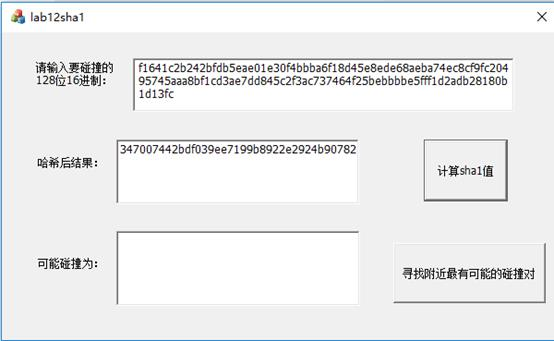 lab12sha1
请输入要碰撞的
128位16进制:
f1641c2b242bfdb5eae01e30f4bbba6f18d45e8ede68aeba74ec8cf9fc204
95745aaa8bf1cd3ae7dd845c2f3ac737464f25bebbbbe5fff1d2adb28180b
1d13fc
哈希后结果:
347007442bdf039ee7199b8922e2924b90782
计算sha1值
可能碰撞为:
寻找附近最有可能的碰撞对